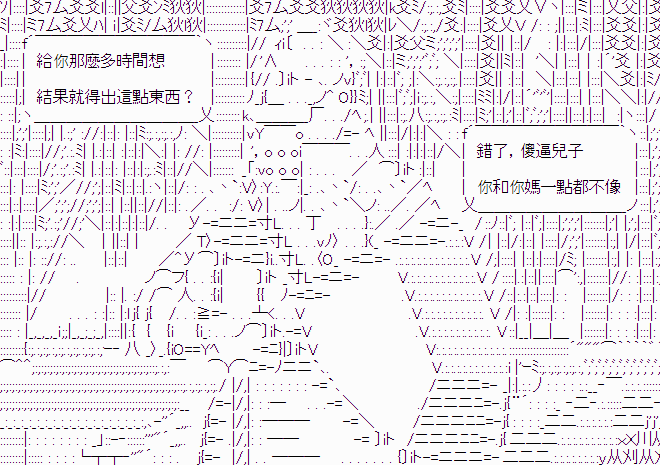 給你那麼多時間想
結果就得出這點東西？
錯了，傻逼兒子
你和你媽一點都不像